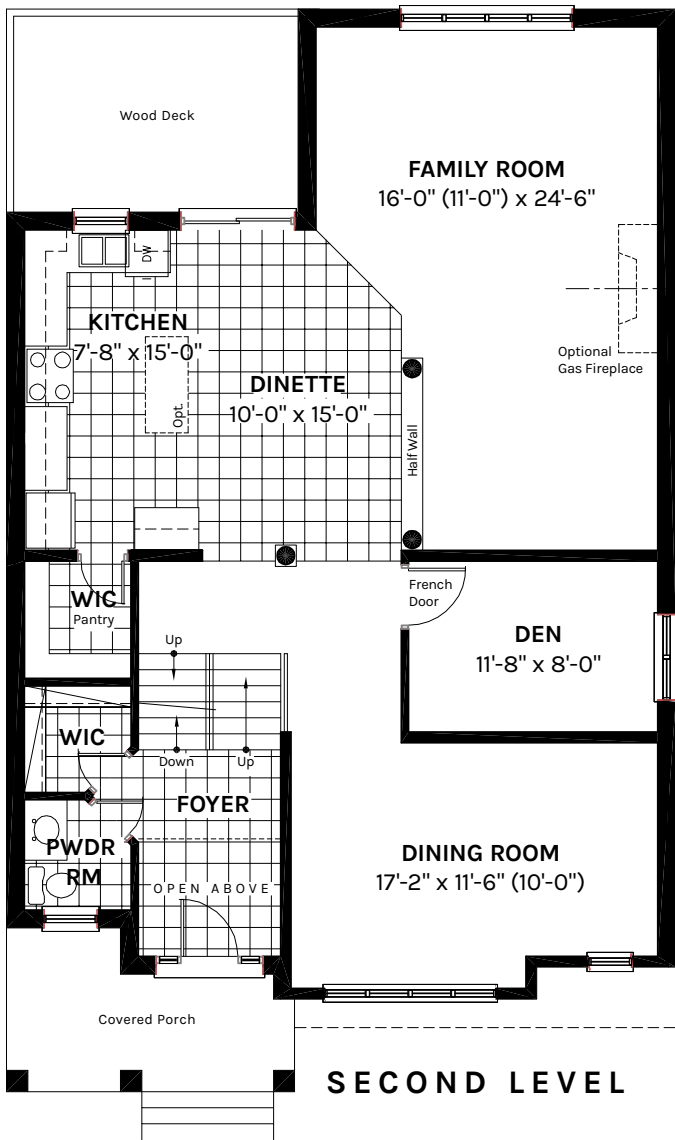 Wood Deck
FAMILY ROOM
16'-0" (11'-0") x 24'-6"
DW
KITCHEN
7'-8" x 15'-0"
Optional
Gas Fireplace
DINETTE
10'-0" x 15'-0"
Opt.
Half Wall
WIC
Pantry
French
Door
Up
DEN
11'-8" x 8'-0"
WIC
Down
Up
FOYER
PWDR
RM
DINING ROOM
17'-2" x 11'-6" (10'-0")
OPEN ABOVE
Covered Porch
SECOND LEVEL